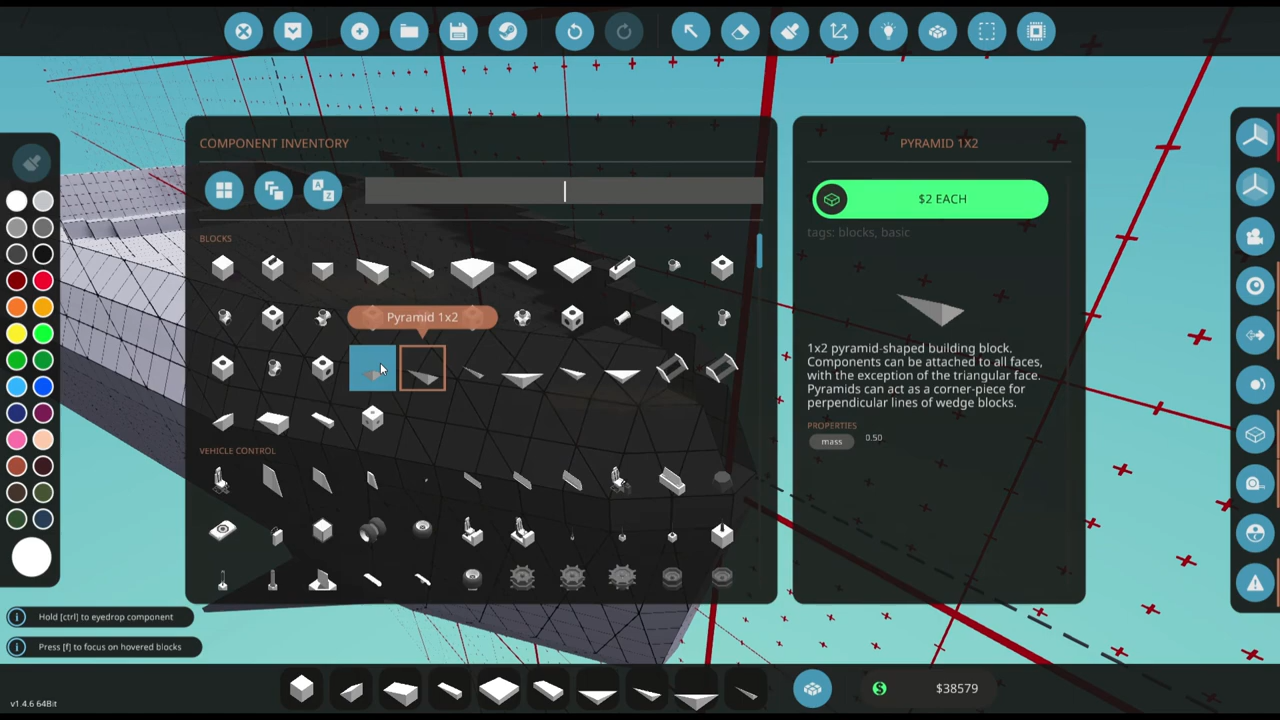 COMPONENT INVENTORY
BLOCKS
Pyramid 1x2
VEHICLE CONTROL
PYRAMID 1X2
$2 EACH
tags: blocks, basic
1x2 pyramid-shaped building block.
Components can be attached to all faces,
with the exception of the triangular face.
Pyramids can act as a corner-piece for
perpendicular lines of wedge blocks.
PROPERTIES
mass 0.50
Hold [ctrl] to eyedrop component
Press [f] to focus on hovered blocks
$38579
v1.4.6 64Bit